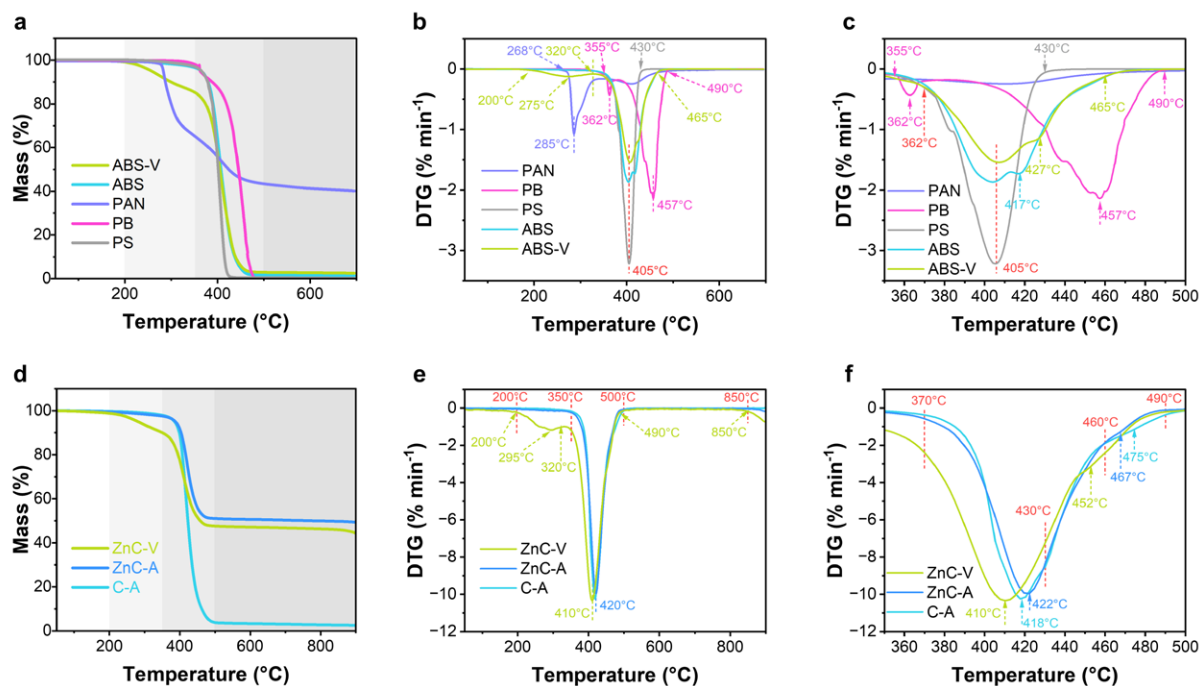 a
100
80
60
40
20
0
Mass (%)
ABS-V
ABS
PAN
PB
PS
200
400
600
Temperature (°C)
b
268°C
320°C
355°C
430°C
0
−1
−2
−3
DTG (% min⁻¹)
200°C
275°C
285°C
362°C
490°C
465°C
457°C
405°C
PAN
PB
PS
ABS
ABS-V
200
400
600
Temperature (°C)
c
355°C
430°C
0
−1
−2
−3
DTG (% min⁻¹)
362°C
362°C
465°C
490°C
427°C
417°C
457°C
405°C
PAN
PB
PS
ABS
ABS-V
360
380
400
420
440
460
480
500
Temperature (°C)
d
100
80
60
40
20
0
Mass (%)
ZnC-V
ZnC-A
C-A
200
400
600
800
Temperature (°C)
e
200°C
350°C
500°C
850°C
0
−2
−4
−6
−8
−10
−12
DTG (% min⁻¹)
200°C
295°C
320°C
490°C
850°C
ZnC-V
ZnC-A
C-A
410°C
420°C
200
400
600
800
Temperature (°C)
f
370°C
460°C
490°C
0
−2
−4
−6
−8
−10
−12
DTG (% min⁻¹)
475°C
467°C
452°C
430°C
ZnC-V
ZnC-A
C-A
410°C
422°C
418°C
360
380
400
420
440
460
480
500
Temperature (°C)